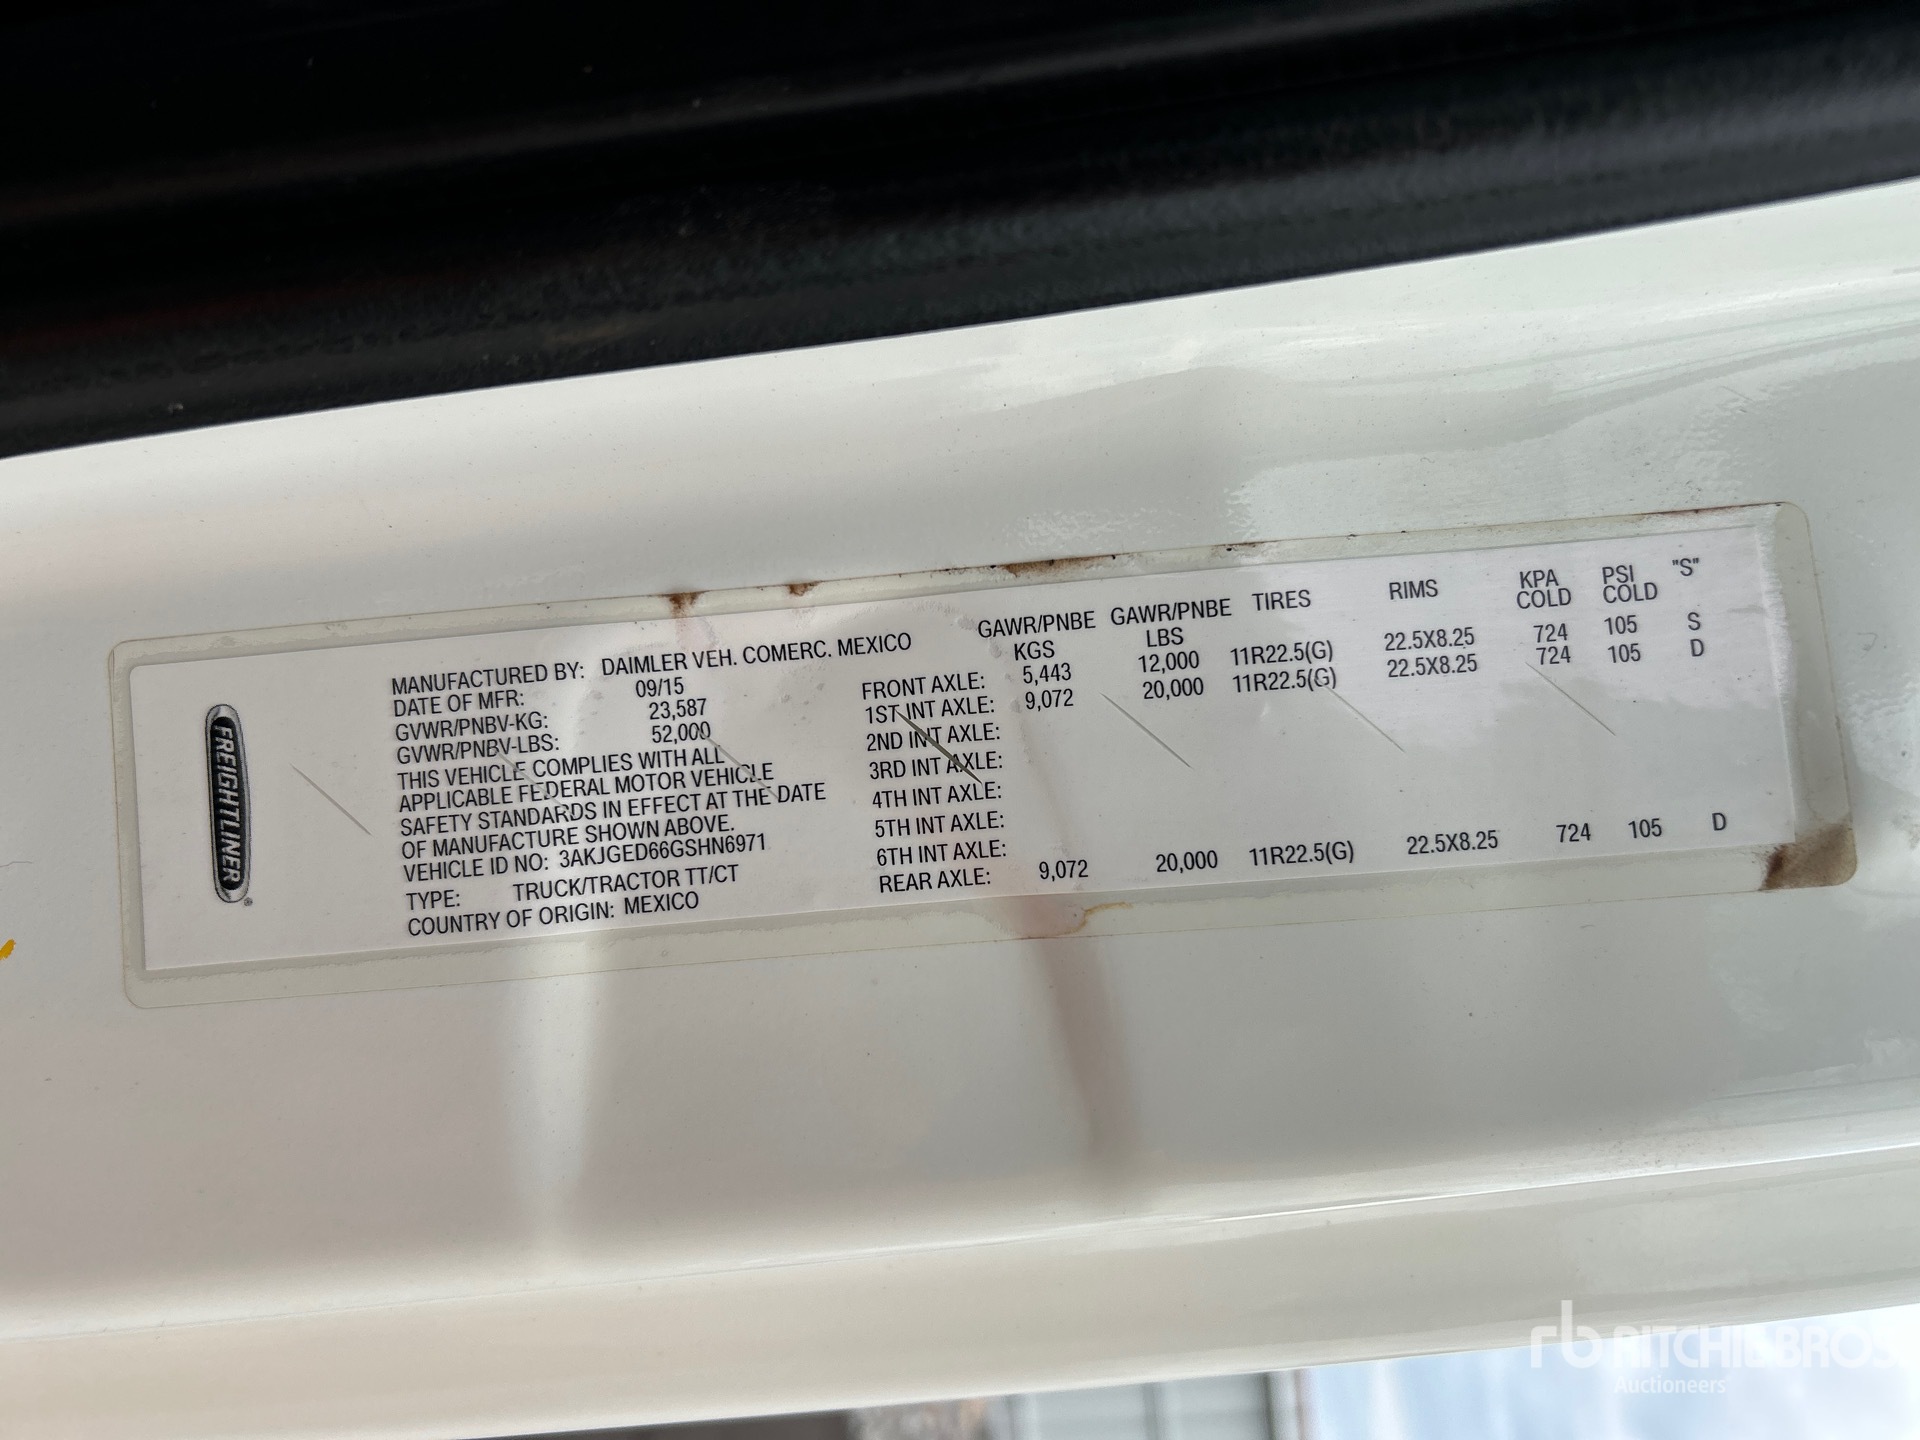 FREIGHTLINER
MANUFACTURED BY: DAIMLER VEH. COMERC. MEXICO
DATE OF MFR: 09/15
GVWR/PNBV-KG: 23,587
GVWR/PNBV-LBS: 52,000
THIS VEHICLE COMPLIES WITH ALL
APPLICABLE FEDERAL MOTOR VEHICLE
SAFETY STANDARDS IN EFFECT AT THE DATE
OF MANUFACTURE SHOWN ABOVE.
VEHICLE ID NO: 3AKJGED66GSHN6971
TYPE: TRUCK/TRACTOR TT/CT
COUNTRY OF ORIGIN: MEXICO
GAWR/PNBE GAWR/PNBE TIRES RIMS KPA PSI "S"
KGS LBS COLD COLD
FRONT AXLE: 5,443 12,000 11R22.5(G) 22.5X8.25 724 105 S
1ST INT AXLE: 9,072 20,000 11R22.5(G) 22.5X8.25 724 105 D
2ND INT AXLE:
3RD INT AXLE:
4TH INT AXLE:
5TH INT AXLE:
6TH INT AXLE:
REAR AXLE: 9,072 20,000 11R22.5(G) 22.5X8.25 724 105 D
rb RITCHIE BROS
Auctioneers